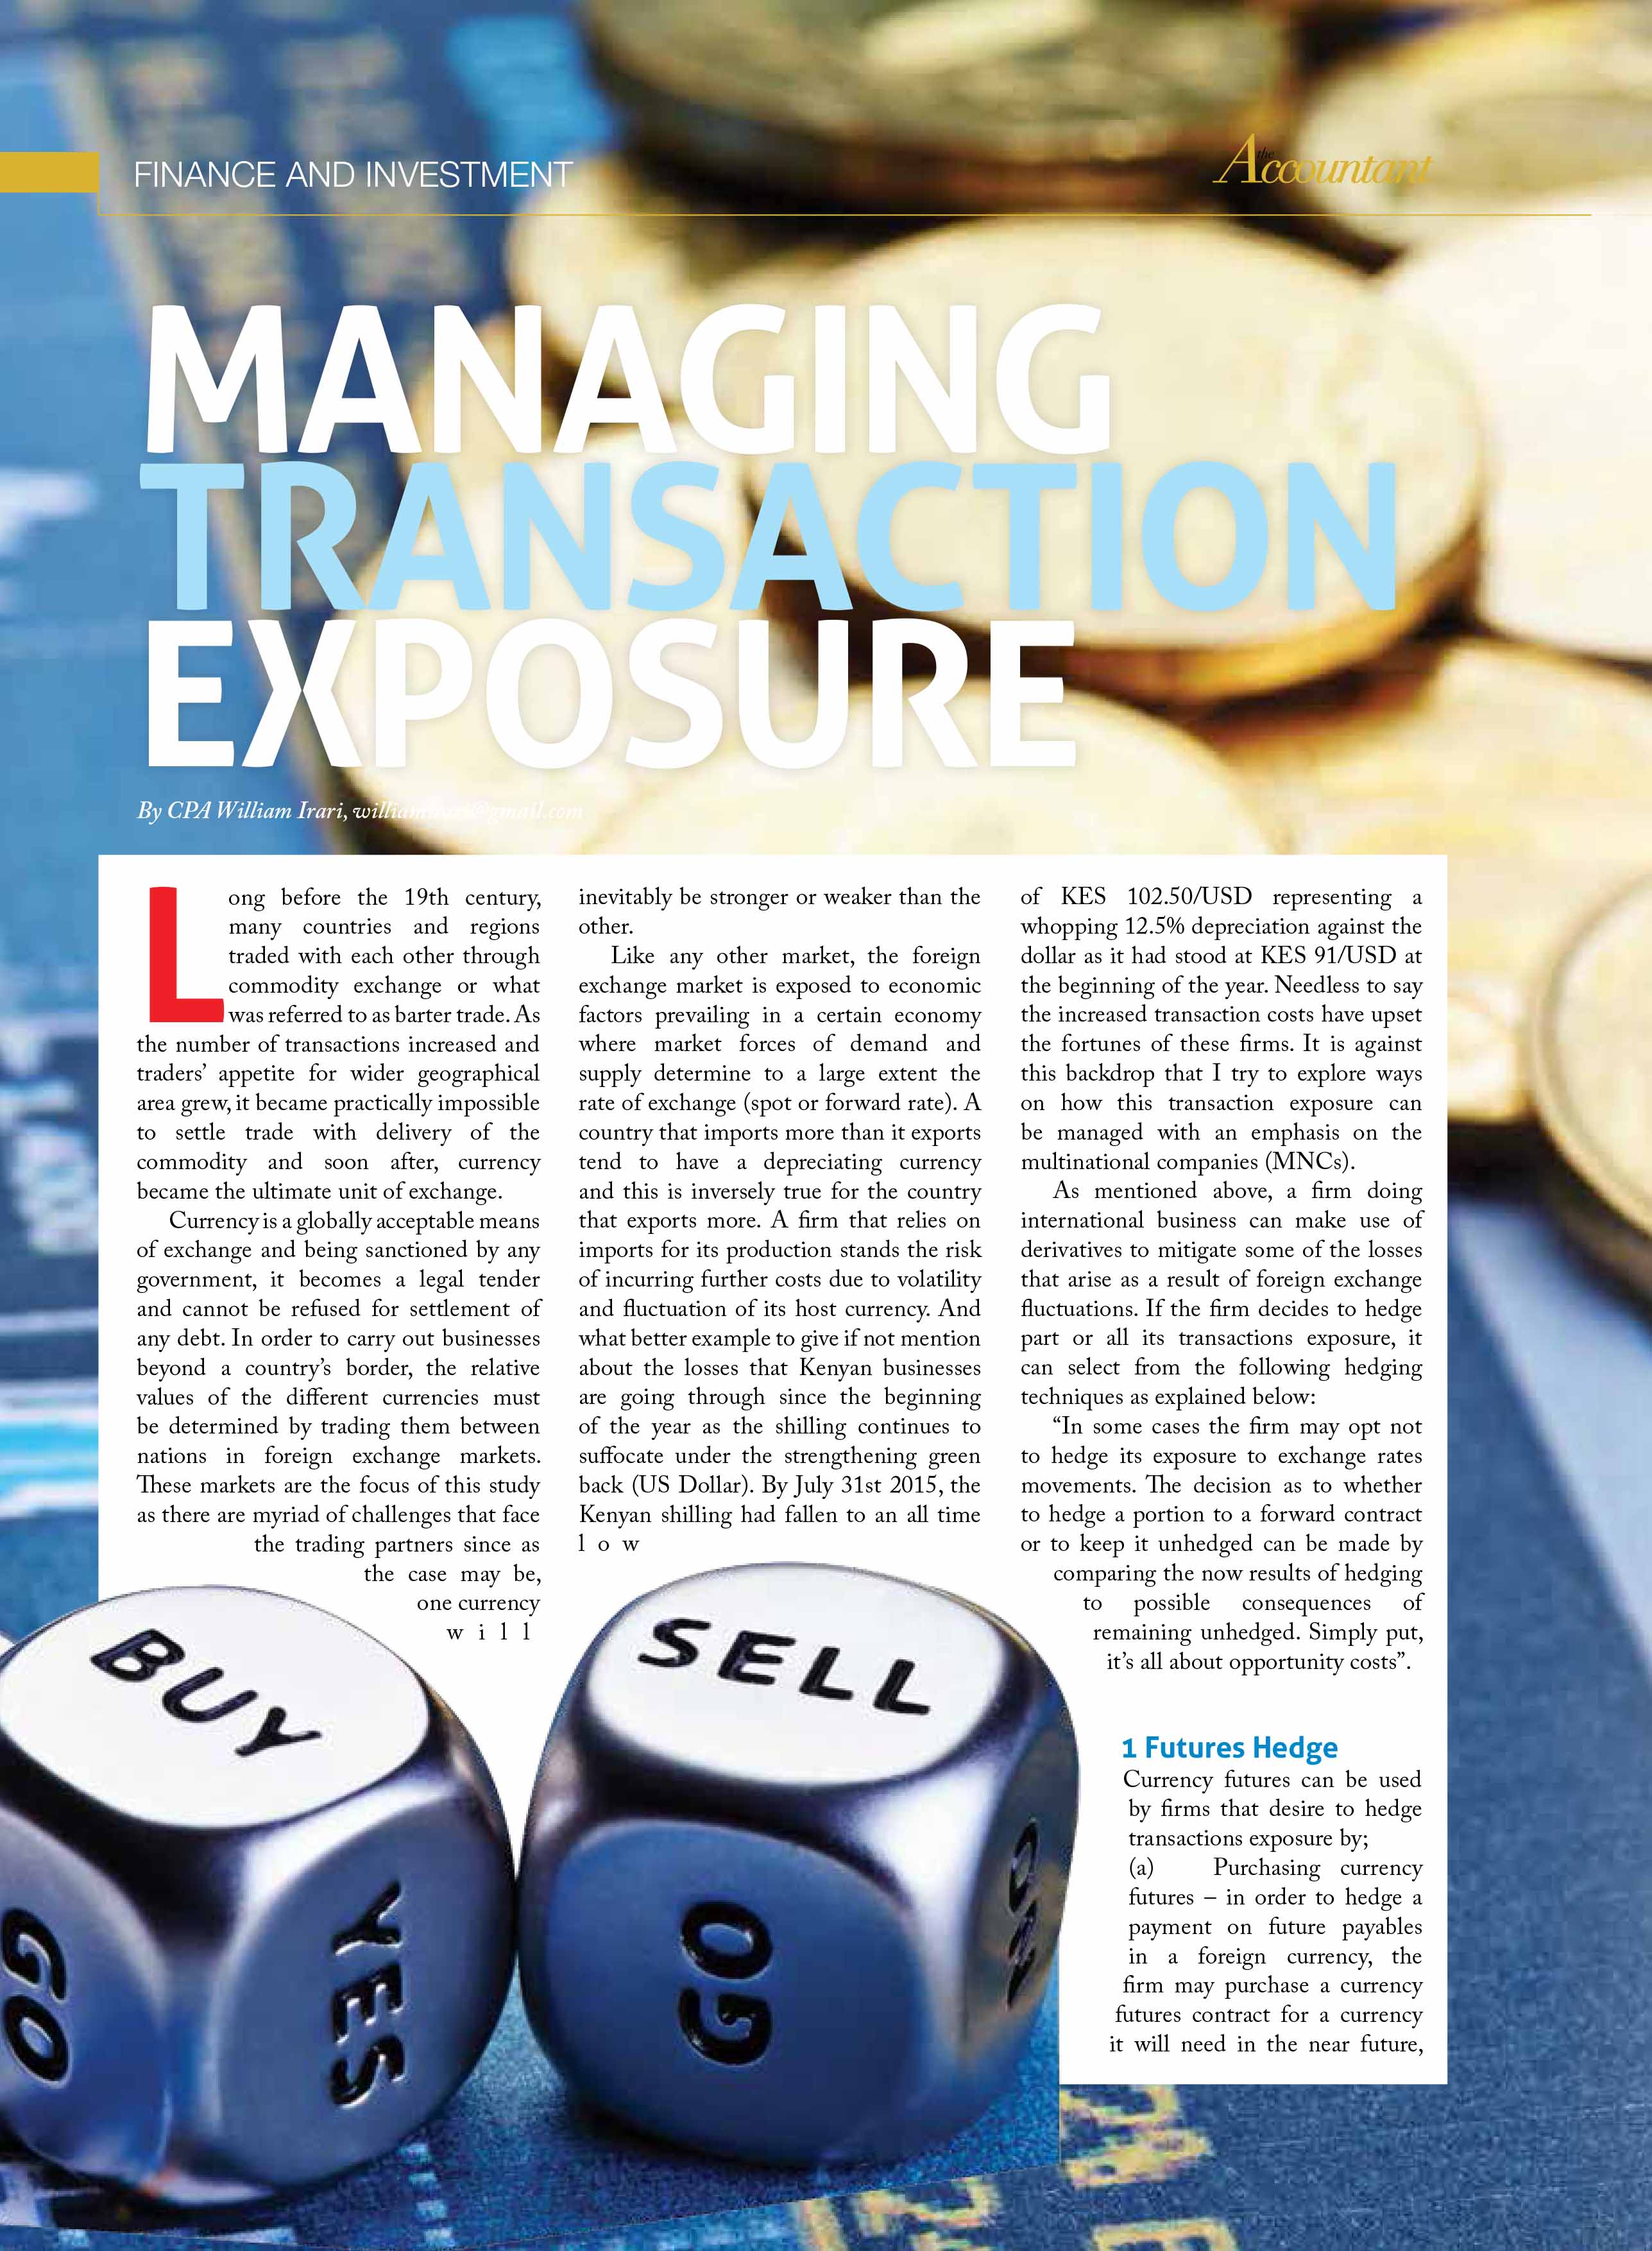 FINANCE AND INVESTMENT
the Accountant
MANAGING
TRANSACTION
EXPOSURE
By CPA William Irari, @gmail.com
Long before the 19th century,
many countries and regions
traded with each other through
commodity exchange or what
was referred to as barter trade. As
the number of transactions increased and
traders’ appetite for wider geographical
area grew, it became practically impossible
to settle trade with delivery of the
commodity and soon after, currency
became the ultimate unit of exchange.
Currency is a globally acceptable means
of exchange and being sanctioned by any
government, it becomes a legal tender
and cannot be refused for settlement of
any debt. In order to carry out businesses
beyond a country’s border, the relative
values of the different currencies must
be determined by trading them between
nations in foreign exchange markets.
These markets are the focus of this study
as there are myriad of challenges that face
the trading partners since as
the case may be,
one currency
will
inevitably be stronger or weaker than the
other.
Like any other market, the foreign
exchange market is exposed to economic
factors prevailing in a certain economy
where market forces of demand and
supply determine to a large extent the
rate of exchange (spot or forward rate). A
country that imports more than it exports
tend to have a depreciating currency
and this is inversely true for the country
that exports more. A firm that relies on
imports for its production stands the risk
of incurring further costs due to volatility
and fluctuation of its host currency. And
what better example to give if not mention
about the losses that Kenyan businesses
are going through since the beginning
of the year as the shilling continues to
suffocate under the strengthening green
back (US Dollar). By July 31st 2015, the
Kenyan shilling had fallen to an all time
low
of KES 102.50/USD representing a
whopping 12.5% depreciation against the
dollar as it had stood at KES 91/USD at
the beginning of the year. Needless to say
the increased transaction costs have upset
the fortunes of these firms. It is against
this backdrop that I try to explore ways
on how this transaction exposure can
be managed with an emphasis on the
multinational companies (MNCs).
As mentioned above, a firm doing
international business can make use of
derivatives to mitigate some of the losses
that arise as a result of foreign exchange
fluctuations. If the firm decides to hedge
part or all its transactions exposure, it
can select from the following hedging
techniques as explained below:
“In some cases the firm may opt not
to hedge its exposure to exchange rates
movements. The decision as to whether
to hedge a portion to a forward contract
or to keep it unhedged can be made by
comparing the now results of hedging
to possible consequences of
remaining unhedged. Simply put,
it’s all about opportunity costs”.
1 Futures Hedge
Currency futures can be used
by firms that desire to hedge
transactions exposure by;
(a) Purchasing currency
futures – in order to hedge a
payment on future payables
in a foreign currency, the
firm may purchase a currency
futures contract for a currency
it will need in the near future,
BUY
YES
GO
SELL
GO